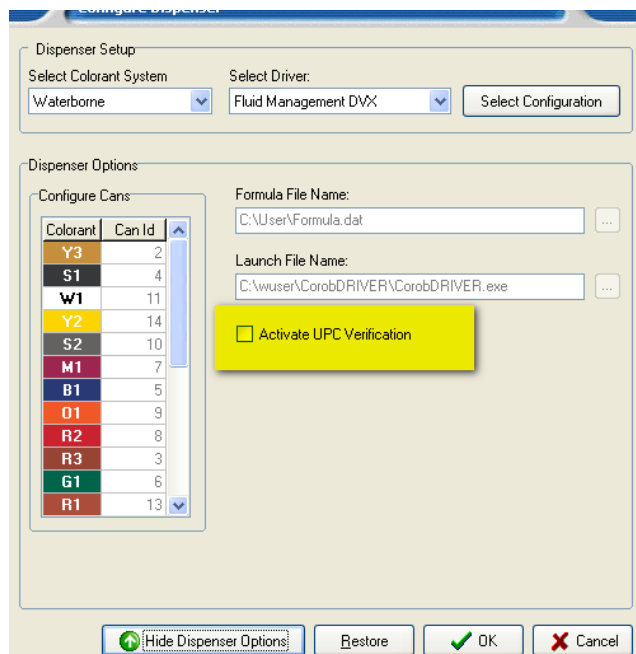 Configure Dispenser
Dispenser Setup
Select Colorant System
Select Driver:
Waterborne
Fluid Management DVX
Select Configuration
Dispenser Options
Configure Cans
Colorant Can Id
Y3 2
S1 4
W1 11
Y2 14
S2 10
M1 7
B1 5
O1 9
R2 8
R3 3
G1 6
R1 13
Formula File Name:
C:\User\Formula.dat
...
Launch File Name:
C:\wuser\CorobDRIVER\CorobDRIVER.exe
...
Activate UPC Verification
Hide Dispenser Options
Restore
OK
Cancel